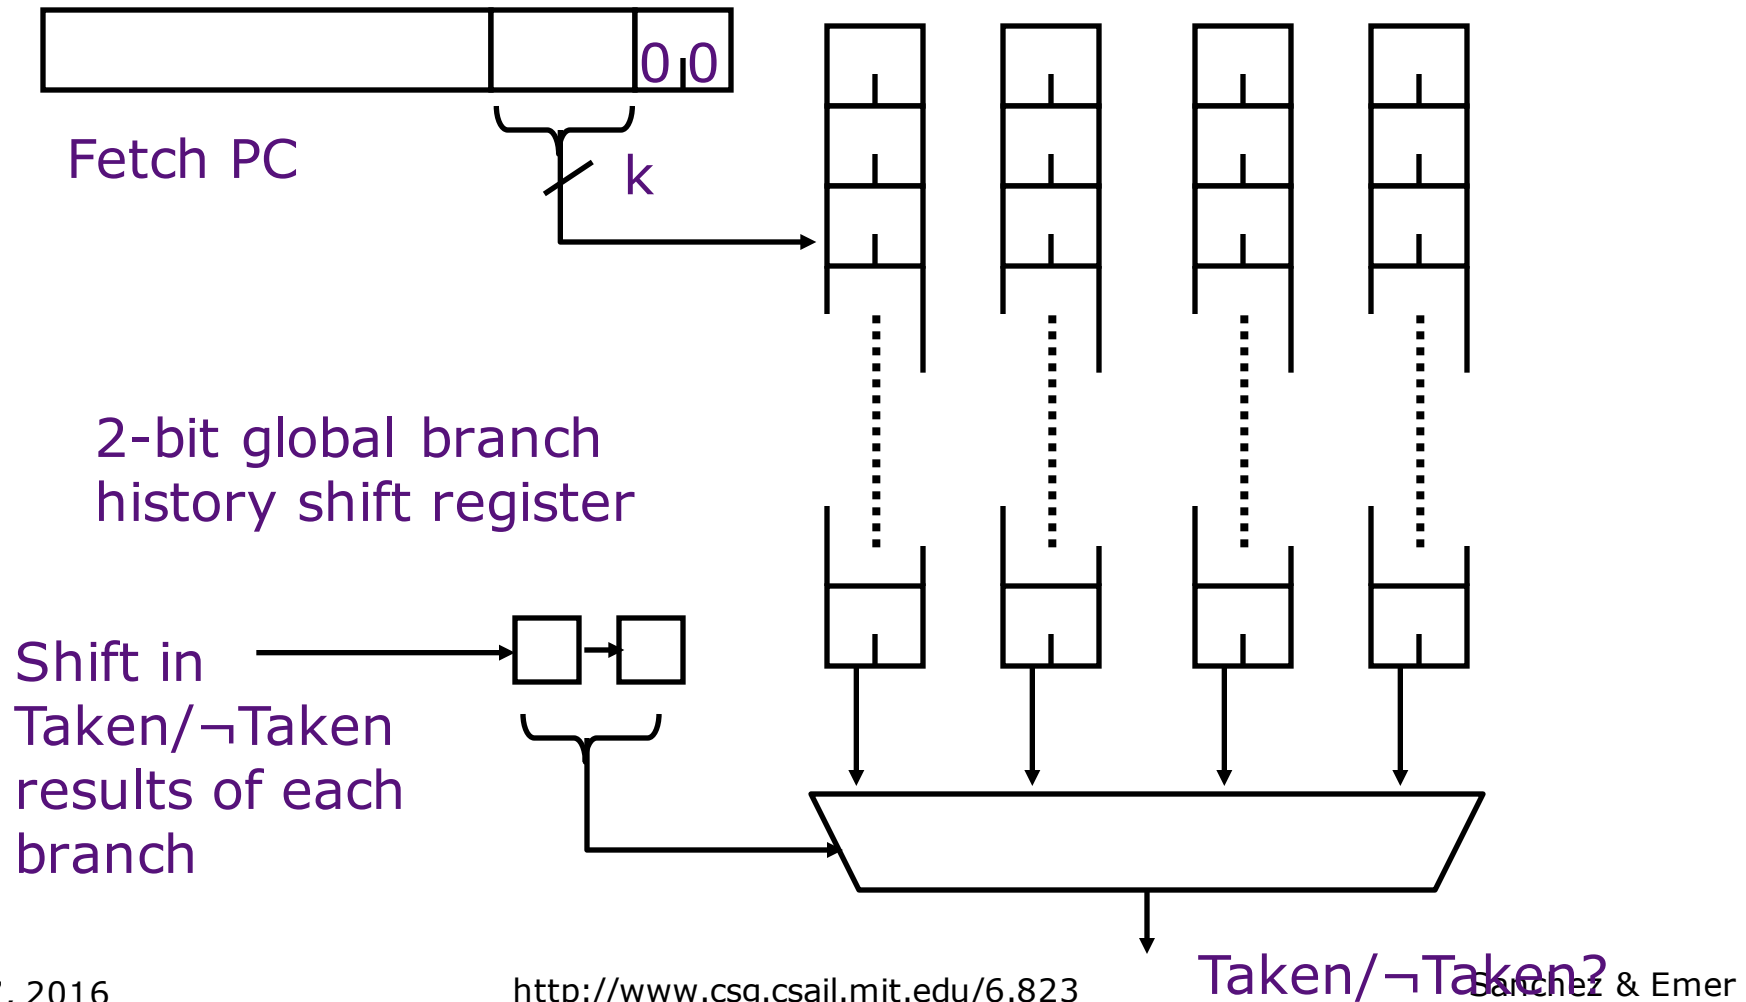 0 0
Fetch PC
k
2-bit global branch
history shift register
Shift in
Taken/¬Taken
results of each
branch
Taken/¬Taken?
, 2016
http://www.csg.csail.mit.edu/6.823
Sanchez & Emer